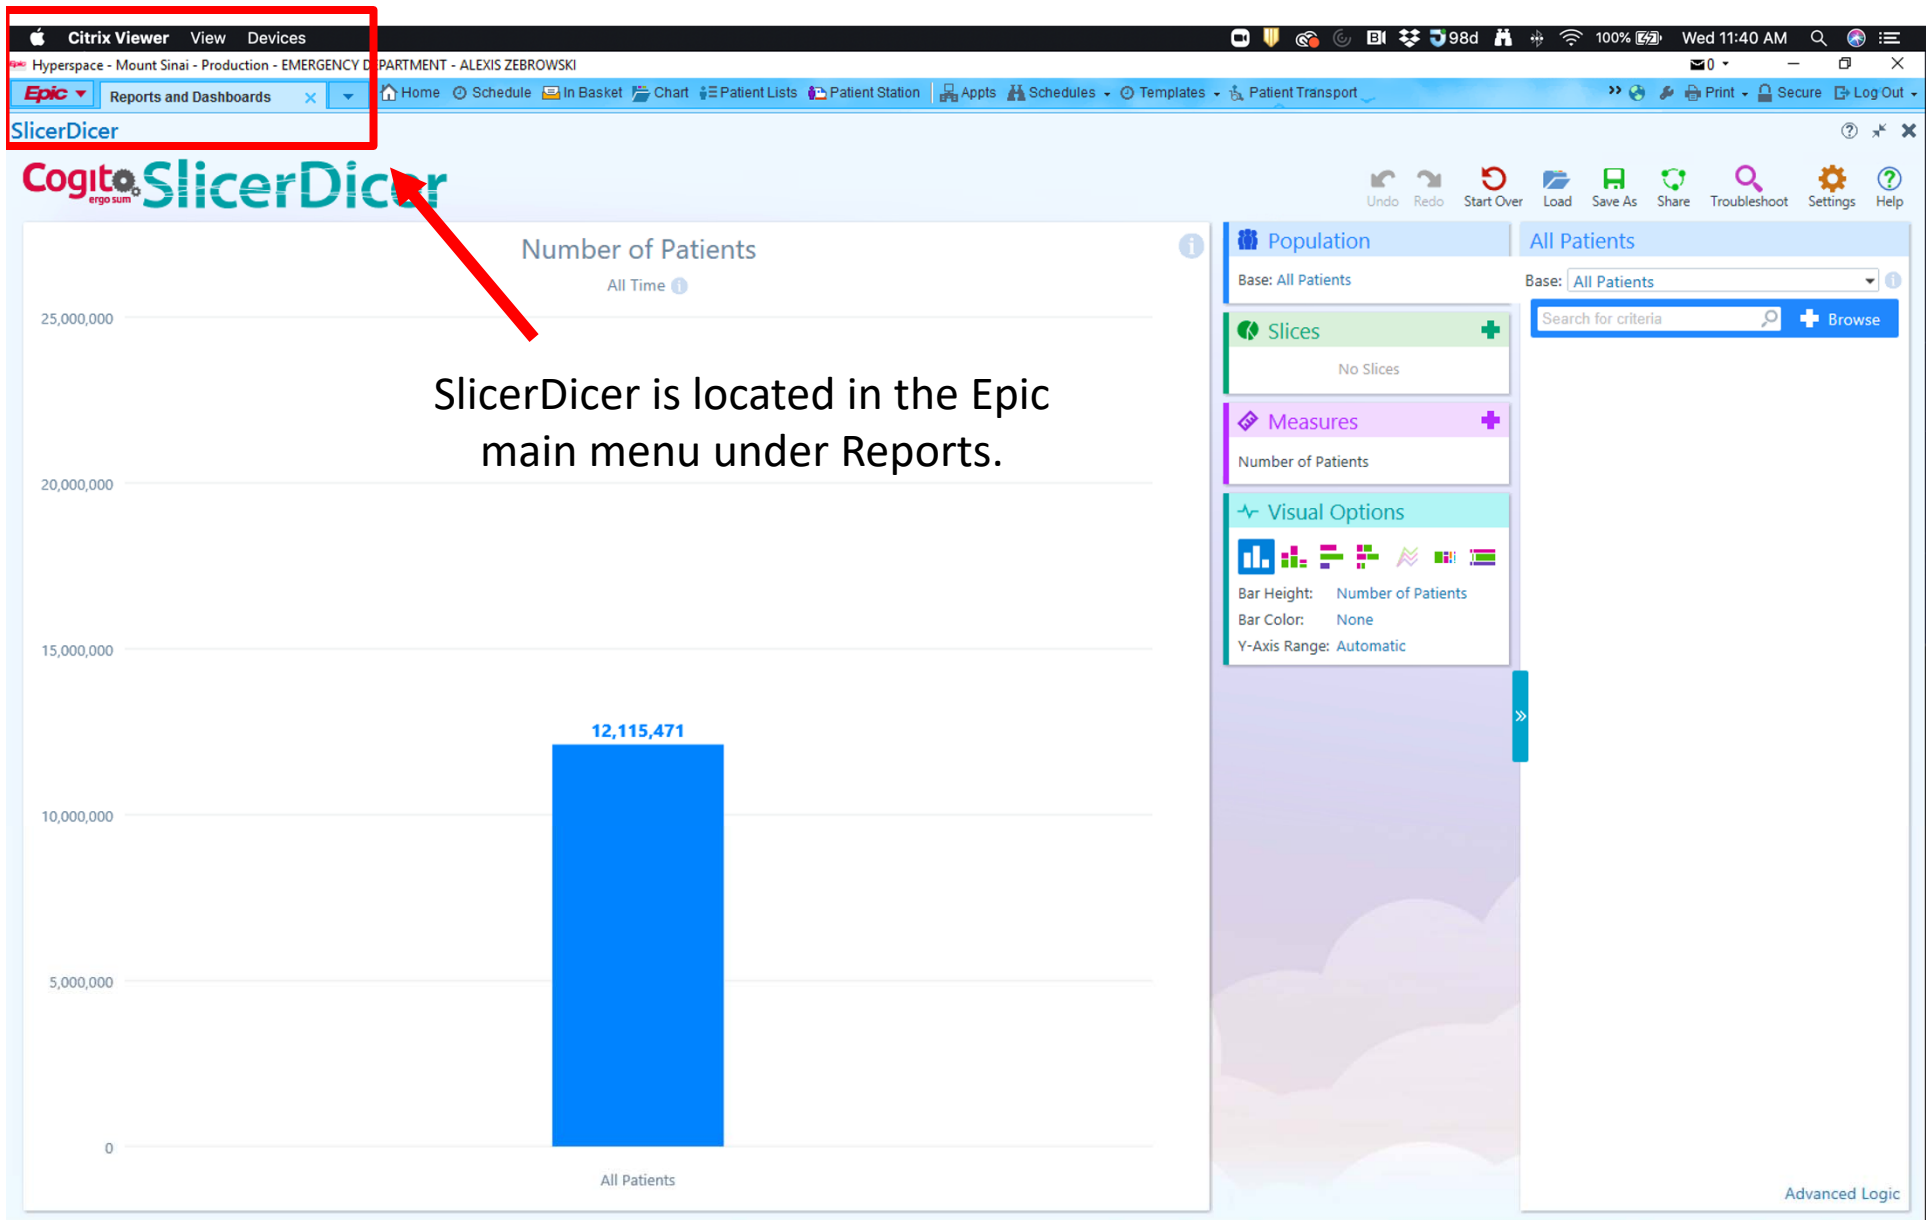 Citrix Viewer View Devices 98d 100% Wed 11:40 AM
Hyperspace - Mount Sinai - Production - EMERGENCY DEPARTMENT - ALEXIS ZEBROWSKI 0
Epic Reports and Dashboards Home Schedule In Basket Chart Patient Lists Patient Station Appts Schedules Templates Patient Transport Print Secure Log Out
SlicerDicer
Cogito ergo sum SlicerDicer
Undo Redo Start Over Load Save As Share Troubleshoot Settings Help
Number of Patients
All Time
25,000,000
20,000,000
15,000,000
10,000,000
5,000,000
0
12,115,471
All Patients
SlicerDicer is located in the Epic
main menu under Reports.
Population
Base: All Patients
Slices
No Slices
Measures
Number of Patients
Visual Options
Bar Height: Number of Patients
Bar Color: None
Y-Axis Range: Automatic
All Patients
Base: All Patients
Search for criteria Browse
Advanced Logic